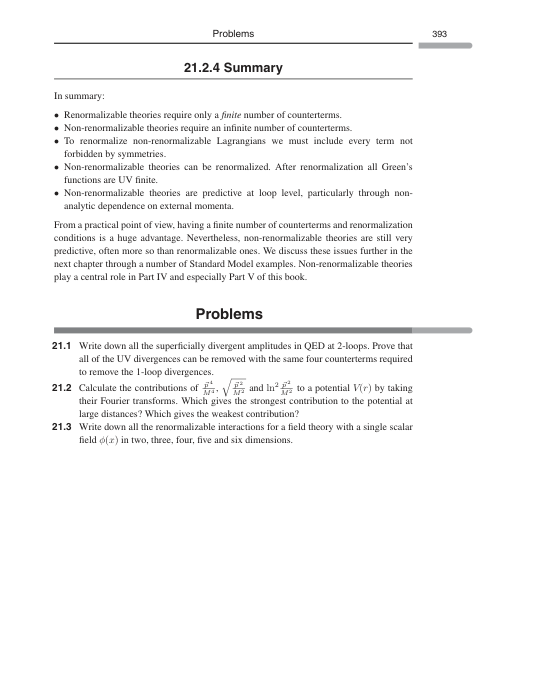 Problems 393
21.2.4 Summary
In summary:
• Renormalizable theories require only a finite number of counterterms.
• Non-renormalizable theories require an infinite number of counterterms.
• To renormalize non-renormalizable Lagrangians we must include every term not
forbidden by symmetries.
• Non-renormalizable theories can be renormalized. After renormalization all Green's
functions are UV finite.
• Non-renormalizable theories are predictive at loop level, particularly through non-
analytic dependence on external momenta.
From a practical point of view, having a finite number of counterterms and renormalization
conditions is a huge advantage. Nevertheless, non-renormalizable theories are still very
predictive, often more so than renormalizable ones. We discuss these issues further in the
next chapter through a number of Standard Model examples. Non-renormalizable theories
play a central role in Part IV and especially Part V of this book.
Problems
21.1 Write down all the superficially divergent amplitudes in QED at 2-loops. Prove that
all of the UV divergences can be removed with the same four counterterms required
to remove the 1-loop divergences.
21.2 Calculate the contributions of $\frac{\vec{p}^4}{M^4}$, $\sqrt{\frac{\vec{p}^2}{M^2}}$ and $\ln^2 \frac{\vec{p}^2}{M^2}$ to a potential V(r) by taking
their Fourier transforms. Which gives the strongest contribution to the potential at
large distances? Which gives the weakest contribution?
21.3 Write down all the renormalizable interactions for a field theory with a single scalar
field ϕ(x) in two, three, four, five and six dimensions.